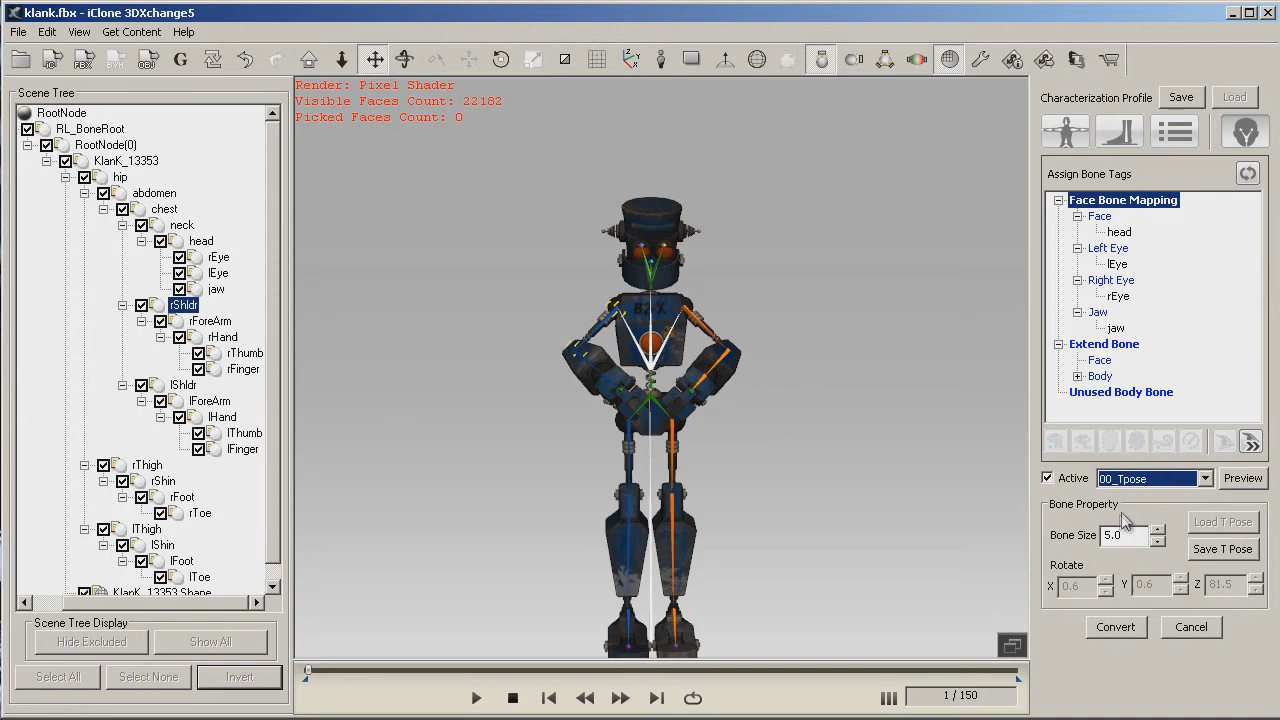 klank.fbx - iClone 3DXchange5
File Edit View Get Content Help
Scene Tree
RootNode
RL_BoneRoot
RootNode(0)
KlanK_13353
hip
abdomen
chest
neck
head
rEye
lEye
jaw
rShldr
rForeArm
rHand
rThumb
rFinger
lShldr
lForeArm
lHand
lThumb
lFinger
rThigh
rShin
rFoot
rToe
lThigh
lShin
lFoot
lToe
KlanK_13353.Shape
Scene Tree Display
Hide Excluded Show All
Select All Select None Invert
Render: Pixel Shader
Visible Faces Count: 22182
Picked Faces Count: 0
1 / 150
Characterization Profile Save Load
Assign Bone Tags
Face Bone Mapping
Face
head
Left Eye
lEye
Right Eye
rEye
Jaw
jaw
Extend Bone
Face
Body
Unused Body Bone
Active 00_Tpose Preview
Bone Property
Load T Pose
Bone Size 5.0
Save T Pose
Rotate
X 0.6 Y 0.6 Z 81.5
Convert Cancel